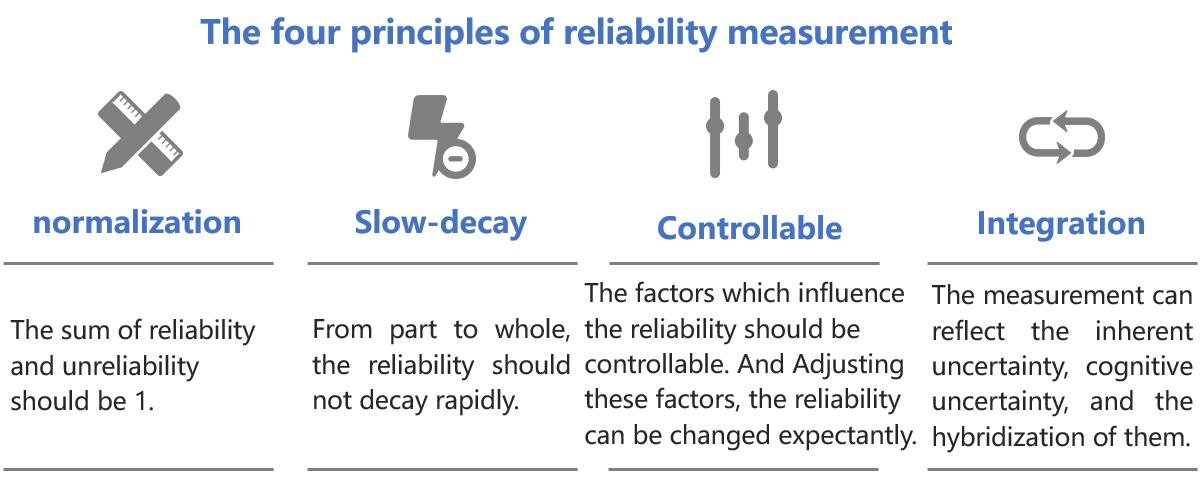 The four principles of reliability measurement
normalization
The sum of reliability
and unreliability
should be 1.
Slow-decay
From part to whole,
the reliability should
not decay rapidly.
Controllable
The factors which influence
the reliability should be
controllable. And Adjusting
these factors, the reliability
can be changed expectantly.
Integration
The measurement can
reflect the inherent
uncertainty, cognitive
uncertainty, and the
hybridization of them.